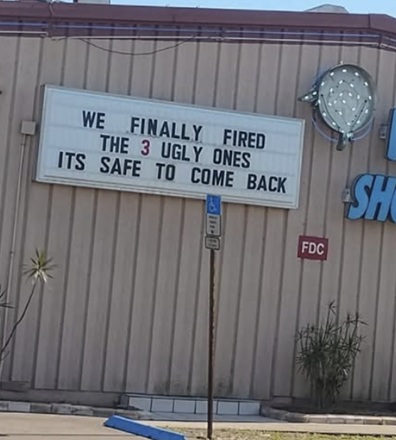 WE FINALLY FIRED
THE 3 UGLY ONES
ITS SAFE TO COME BACK
FDC